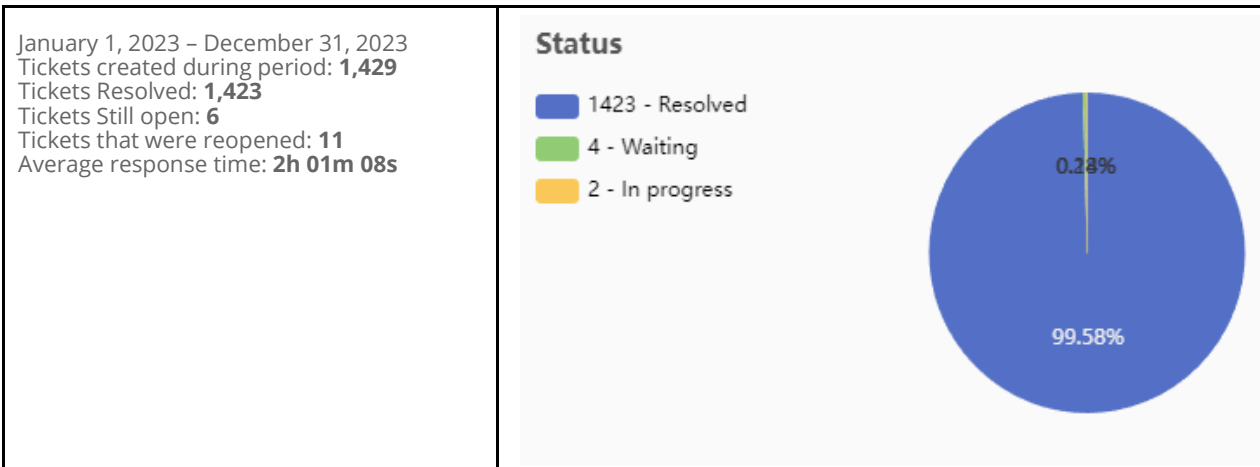 January 1, 2023 – December 31, 2023
Tickets created during period: 1,429
Tickets Resolved: 1,423
Tickets Still open: 6
Tickets that were reopened: 11
Average response time: 2h 01m 08s
Status
1423 - Resolved
4 - Waiting
2 - In progress
99.58%